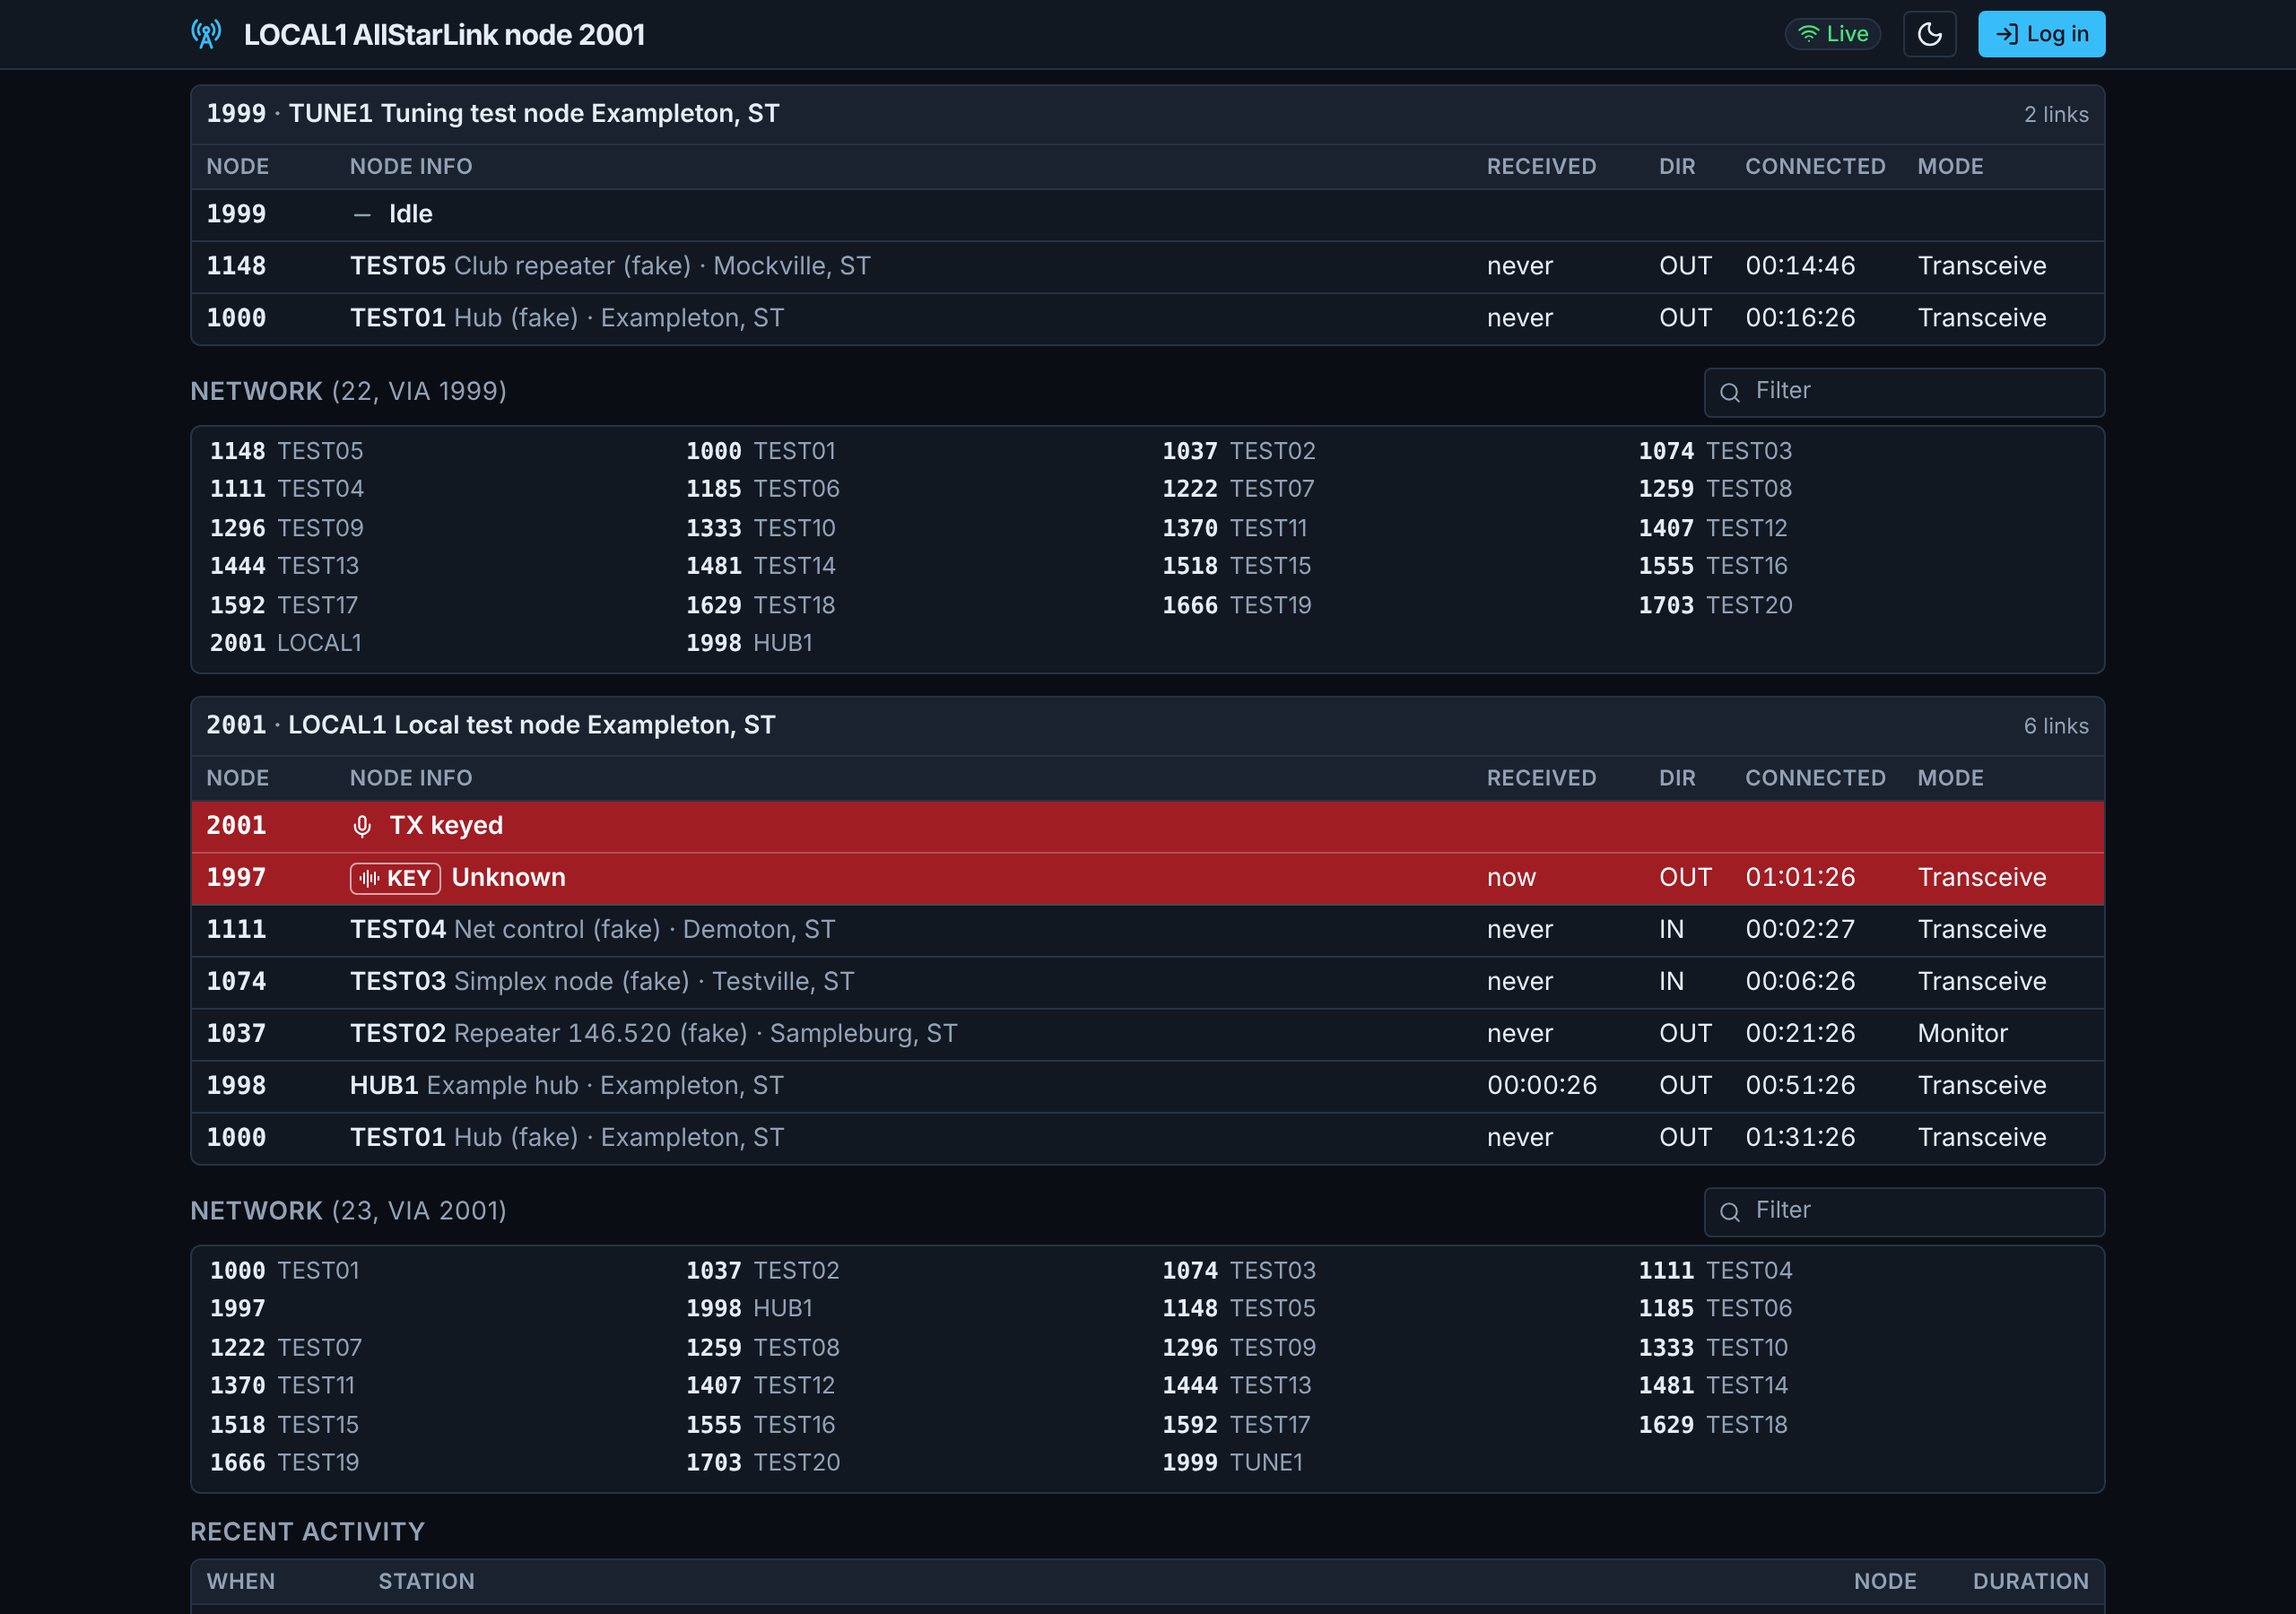 LOCAL1 AllStarLink node 2001 Live Log in
1999 · TUNE1 Tuning test node Exampleton, ST 2 links
NODE NODE INFO RECEIVED DIR CONNECTED MODE
1999 — Idle
1148 TEST05 Club repeater (fake) · Mockville, ST never OUT 00:14:46 Transceive
1000 TEST01 Hub (fake) · Exampleton, ST never OUT 00:16:26 Transceive
NETWORK (22, VIA 1999) Filter
1148 TEST05 1000 TEST01 1037 TEST02 1074 TEST03
1111 TEST04 1185 TEST06 1222 TEST07 1259 TEST08
1296 TEST09 1333 TEST10 1370 TEST11 1407 TEST12
1444 TEST13 1481 TEST14 1518 TEST15 1555 TEST16
1592 TEST17 1629 TEST18 1666 TEST19 1703 TEST20
2001 LOCAL1 1998 HUB1
2001 · LOCAL1 Local test node Exampleton, ST 6 links
NODE NODE INFO RECEIVED DIR CONNECTED MODE
2001 TX keyed
1997 KEY Unknown now OUT 01:01:26 Transceive
1111 TEST04 Net control (fake) · Demoton, ST never IN 00:02:27 Transceive
1074 TEST03 Simplex node (fake) · Testville, ST never IN 00:06:26 Transceive
1037 TEST02 Repeater 146.520 (fake) · Sampleburg, ST never OUT 00:21:26 Monitor
1998 HUB1 Example hub · Exampleton, ST 00:00:26 OUT 00:51:26 Transceive
1000 TEST01 Hub (fake) · Exampleton, ST never OUT 01:31:26 Transceive
NETWORK (23, VIA 2001) Filter
1000 TEST01 1037 TEST02 1074 TEST03 1111 TEST04
1997 1998 HUB1 1148 TEST05 1185 TEST06
1222 TEST07 1259 TEST08 1296 TEST09 1333 TEST10
1370 TEST11 1407 TEST12 1444 TEST13 1481 TEST14
1518 TEST15 1555 TEST16 1592 TEST17 1629 TEST18
1666 TEST19 1703 TEST20 1999 TUNE1
RECENT ACTIVITY
WHEN STATION NODE DURATION